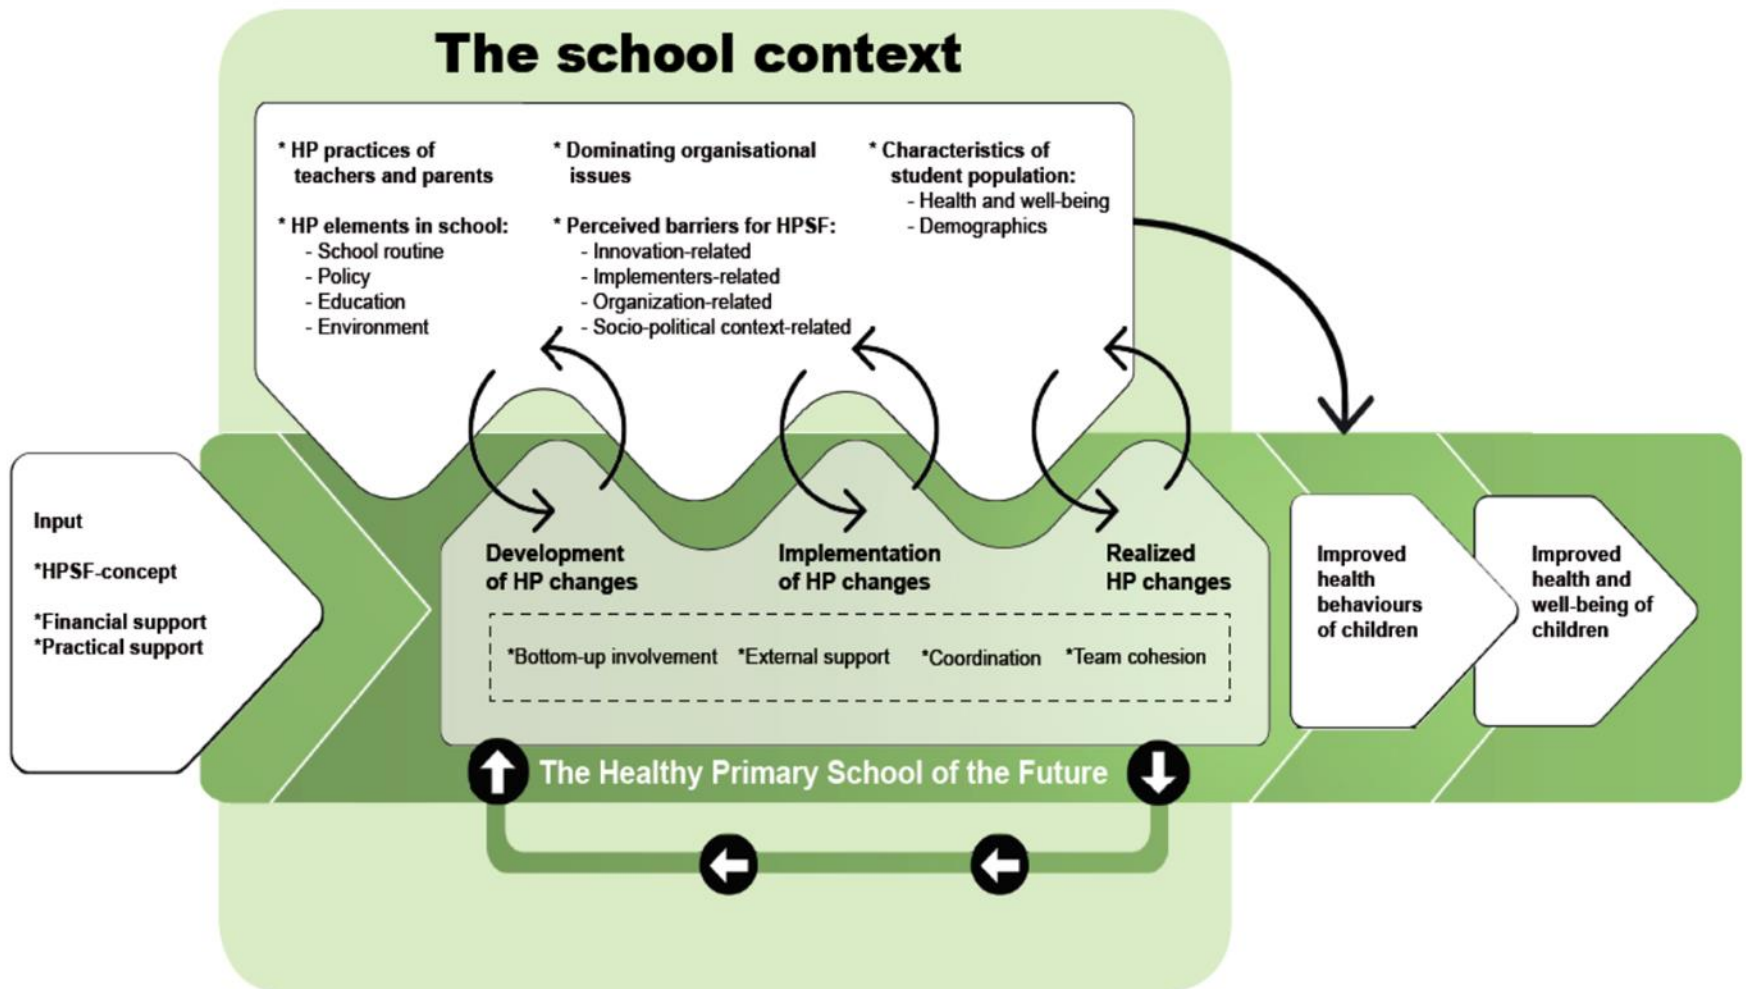 The school context
* HP practices of
teachers and parents
* HP elements in school:
- School routine
- Policy
- Education
- Environment
* Dominating organisational
issues
* Perceived barriers for HPSF:
- Innovation-related
- Implementers-related
- Organization-related
- Socio-political context-related
* Characteristics of
student population:
- Health and well-being
- Demographics
Input
*HPSF-concept
*Financial support
*Practical support
Development
of HP changes
Implementation
of HP changes
Realized
HP changes
*Bottom-up involvement *External support *Coordination *Team cohesion
The Healthy Primary School of the Future
Improved
health
behaviours
of children
Improved
health and
well-being of
children